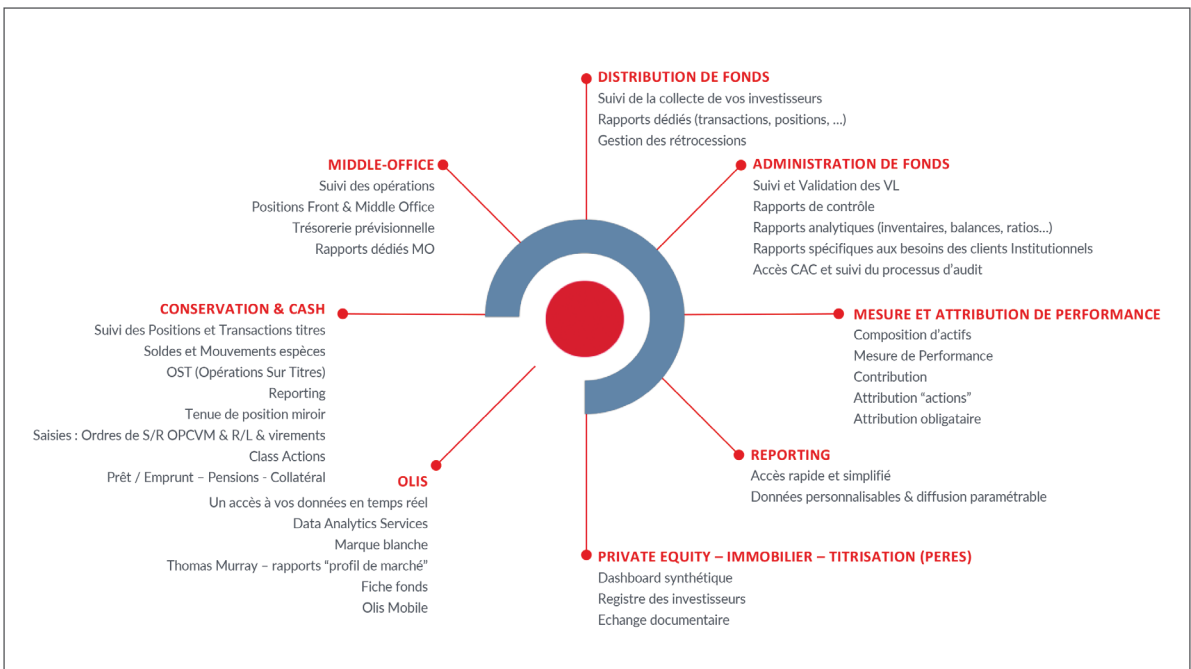 DISTRIBUTION DE FONDS
Suivi de la collecte de vos investisseurs
Rapports dédiés (transactions, positions, ...)
Gestion des rétrocessions
MIDDLE-OFFICE
Suivi des opérations
Positions Front & Middle Office
Trésorerie prévisionnelle
Rapports dédiés MO
ADMINISTRATION DE FONDS
Suivi et Validation des VL
Rapports de contrôle
Rapports analytiques (inventaires, balances, ratios...)
Rapports spécifiques aux besoins des clients Institutionnels
Accès CAC et suivi du processus d'audit
CONSERVATION & CASH
Suivi des Positions et Transactions titres
Soldes et Mouvements espèces
OST (Opérations Sur Titres)
Reporting
Tenue de position miroir
Saisies : Ordres de S/R OPCVM & R/L & virements
Class Actions
Prêt / Emprunt – Pensions - Collatéral
MESURE ET ATTRIBUTION DE PERFORMANCE
Composition d'actifs
Mesure de Performance
Contribution
Attribution "actions"
Attribution obligataire
OLIS
Un accès à vos données en temps réel
Data Analytics Services
Marque blanche
Thomas Murray – rapports "profil de marché"
Fiche fonds
Olis Mobile
REPORTING
Accès rapide et simplifié
Données personnalisables & diffusion paramétrable
PRIVATE EQUITY – IMMOBILIER – TITRISATION (PERES)
Dashboard synthétique
Registre des investisseurs
Echange documentaire